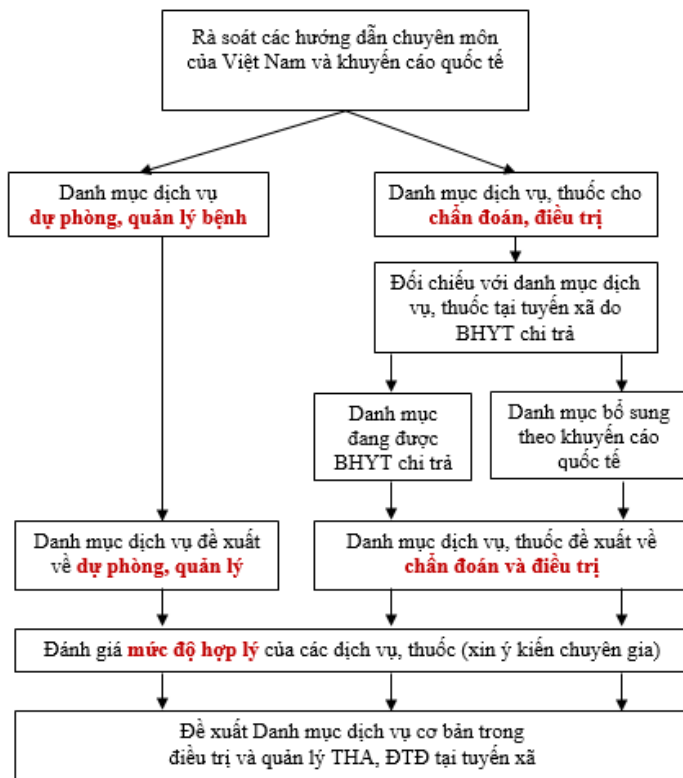 Rà soát các hướng dẫn chuyên môn
của Việt Nam và khuyến cáo quốc tế
Danh mục dịch vụ
dự phòng, quản lý bệnh
Danh mục dịch vụ, thuốc cho
chẩn đoán, điều trị
Đối chiếu với danh mục dịch
vụ, thuốc tại tuyến xã do
BHYT chi trả
Danh mục
đang được
BHYT chi trả
Danh mục bổ sung
theo khuyến cáo
quốc tế
Danh mục dịch vụ đề xuất
về dự phòng, quản lý
Danh mục dịch vụ, thuốc đề xuất về
chẩn đoán và điều trị
Đánh giá mức độ hợp lý của các dịch vụ, thuốc (xin ý kiến chuyên gia)
Đề xuất Danh mục dịch vụ cơ bản trong
điều trị và quản lý THA, ĐTĐ tại tuyến xã